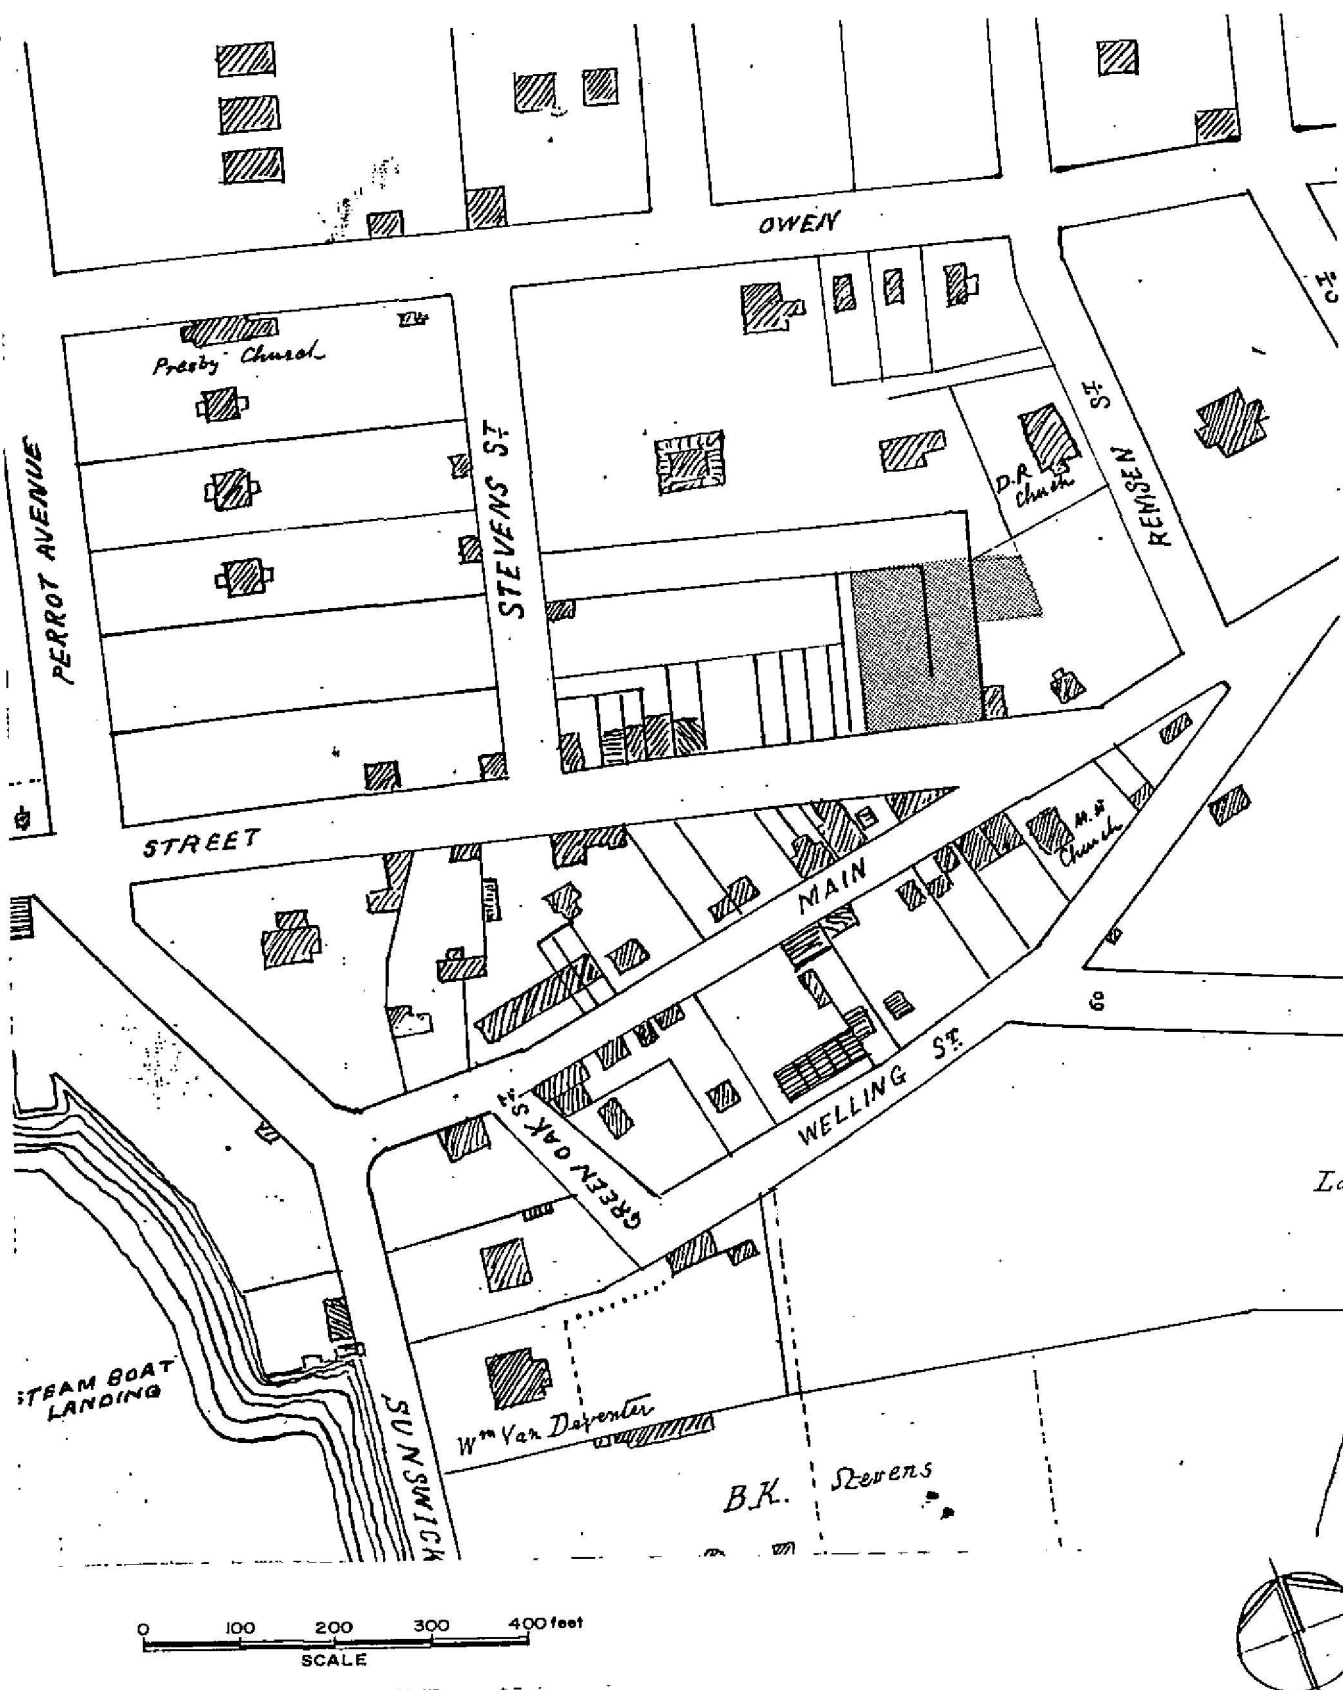 OWEN
Presby Church
PERROT AVENUE
STEVENS ST
D.R
Church
REMSEN ST
STREET
MAIN
Church
60
WELLING ST.
GREEN OAK ST.
STEAM BOAT
LANDING
SUNSWICK
Wm Van Deventer
B.K. Stevens
0 100 200 300 400 feet
SCALE